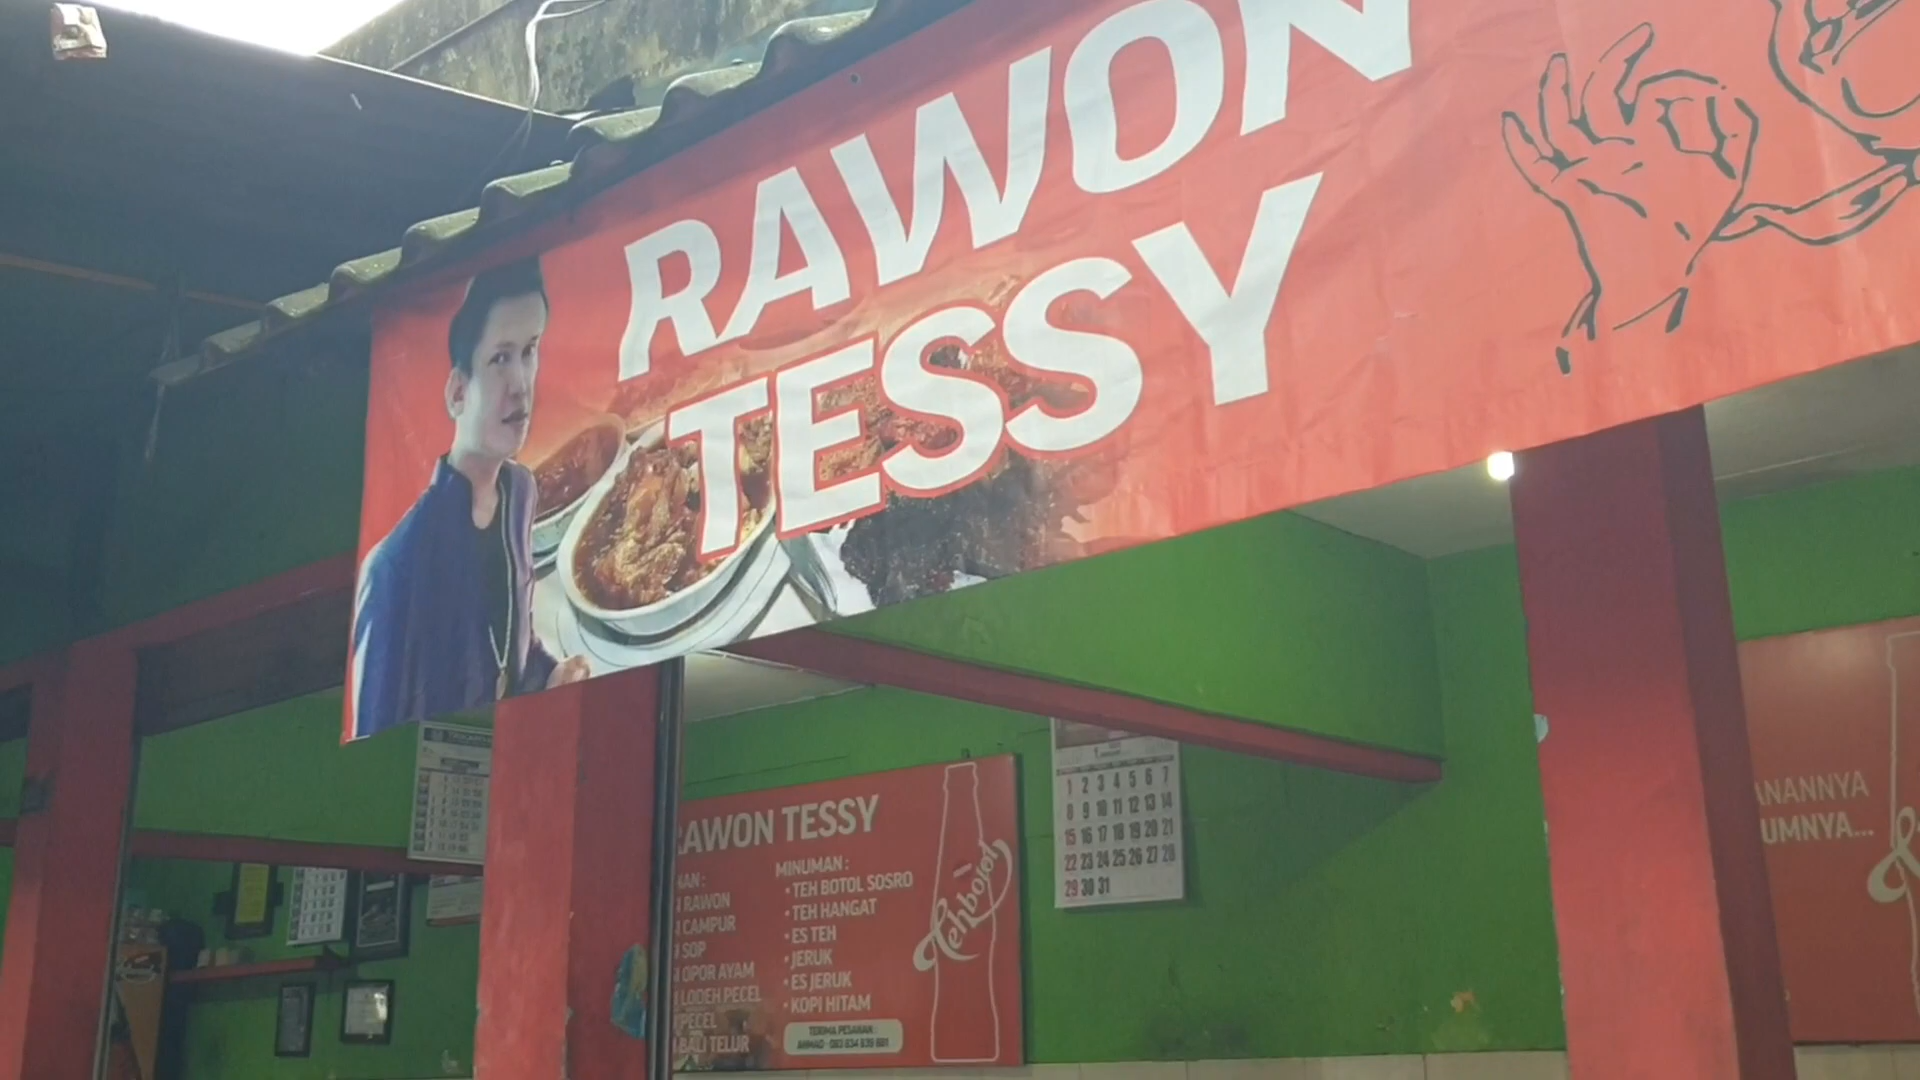 RAWON
TESSY
RAWON TESSY
MINUMAN :
RAWON
CAMPUR
SOP
OPOR AYAM
LODEH PECEL
PECEL
BALI TELUR
• TEH BOTOL SOSRO
• TEH HANGAT
• ES TEH
• JERUK
• ES JERUK
• KOPI HITAM
TERIMA PESANAN :
Tehbotol
1 2 3 4 5 6 7
8 9 10 11 12 13 14
15 16 17 18 19 20 21
22 23 24 25 26 27 28
29 30 31
ANANNYA
UMNYA...